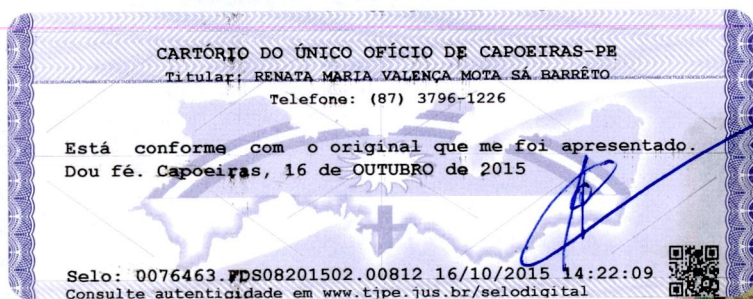 CARTÓRIO DO ÚNICO OFÍCIO DE CAPOEIRAS-PE
Titular: RENATA MARIA VALENÇA MOTA SÁ BARRÊTO
Telefone: (87) 3796-1226
Está conforme com o original que me foi apresentado.
Dou fé. Capoeiras, 16 de OUTUBRO de 2015
Selo: 0076463.FDS08201502.00812 16/10/2015 14:22:09
Consulte autenticidade em www.tjpe.jus.br/selodigital